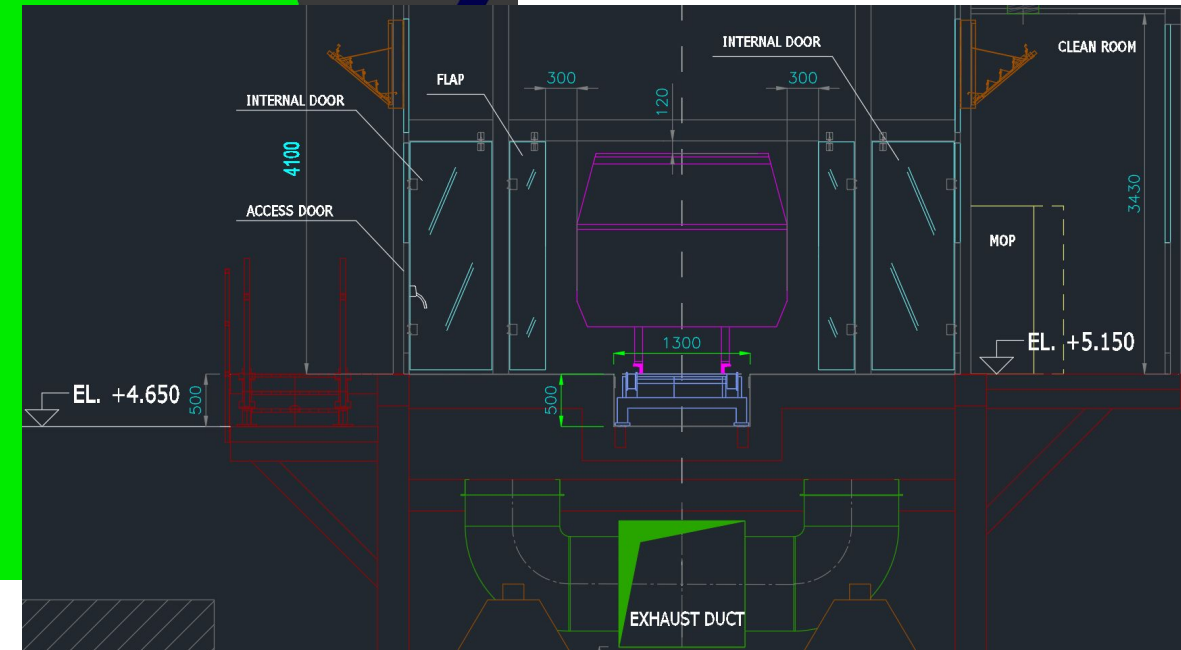 INTERNAL DOOR
CLEAN ROOM
FLAP
300
300
INTERNAL DOOR
120
4100
3430
ACCESS DOOR
MOP
1300
EL. +5.150
EL. +4.650
500
500
EXHAUST DUCT